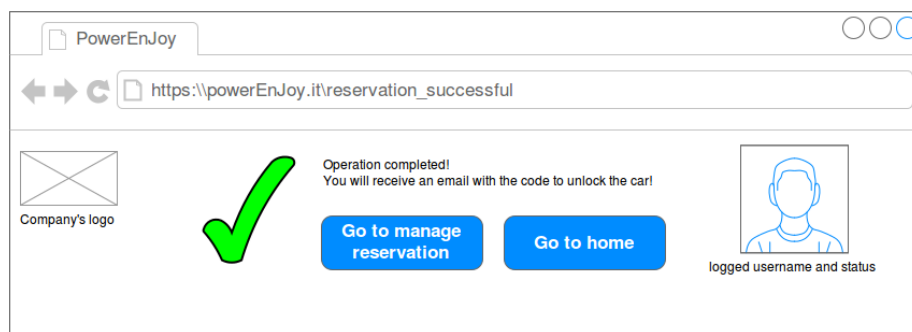 PowerEnJoy
https:\\powerEnJoy.it\reservation_successful
Operation completed!
You will receive an email with the code to unlock the car!
Company's logo
Go to manage
reservation
Go to home
logged username and status